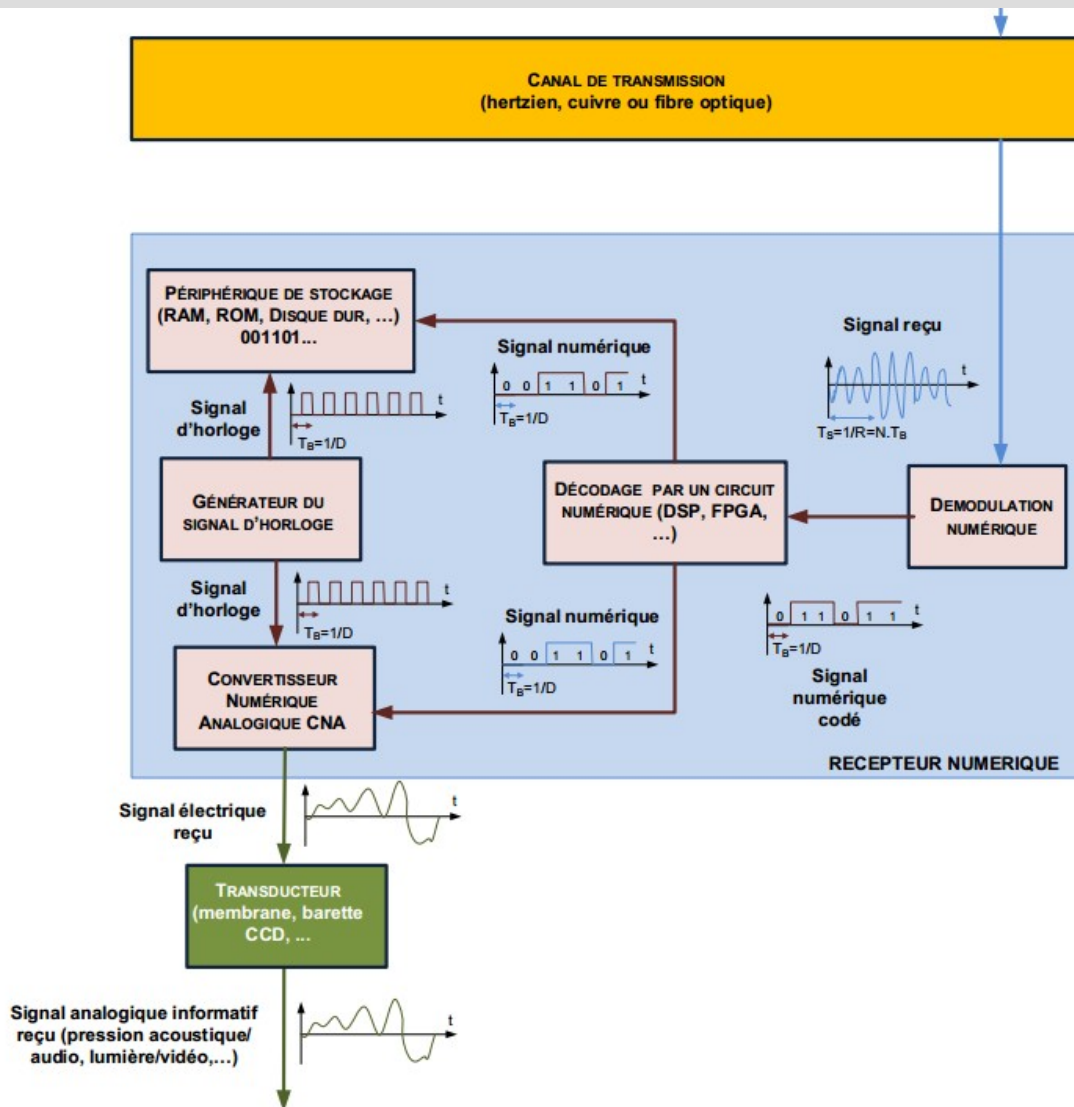 CANAL DE TRANSMISSION
(hertzien, cuivre ou fibre optique)
PÉRIPHÉRIQUE DE STOCKAGE
(RAM, ROM, DISQUE DUR, ...)
001101...
Signal numérique
0 0 1 1 0 1 t
TB=1/D
Signal reçu
t
TS=1/R=N.TB
Signal
d'horloge
t
TB=1/D
GÉNÉRATEUR DU
SIGNAL D'HORLOGE
DÉCODAGE PAR UN CIRCUIT
NUMÉRIQUE (DSP, FPGA,
...)
DEMODULATION
NUMÉRIQUE
Signal
d'horloge
t
TB=1/D
Signal numérique
0 0 1 1 0 1 t
TB=1/D
0 1 1 0 1 1 t
TB=1/D
Signal
numérique
codé
CONVERTISSEUR
NUMÉRIQUE
ANALOGIQUE CNA
RECEPTEUR NUMERIQUE
Signal électrique
reçu
t
TRANSDUCTEUR
(membrane, barette
CCD, ...
Signal analogique informatif
reçu (pression acoustique/
audio, lumière/vidéo,...)
t